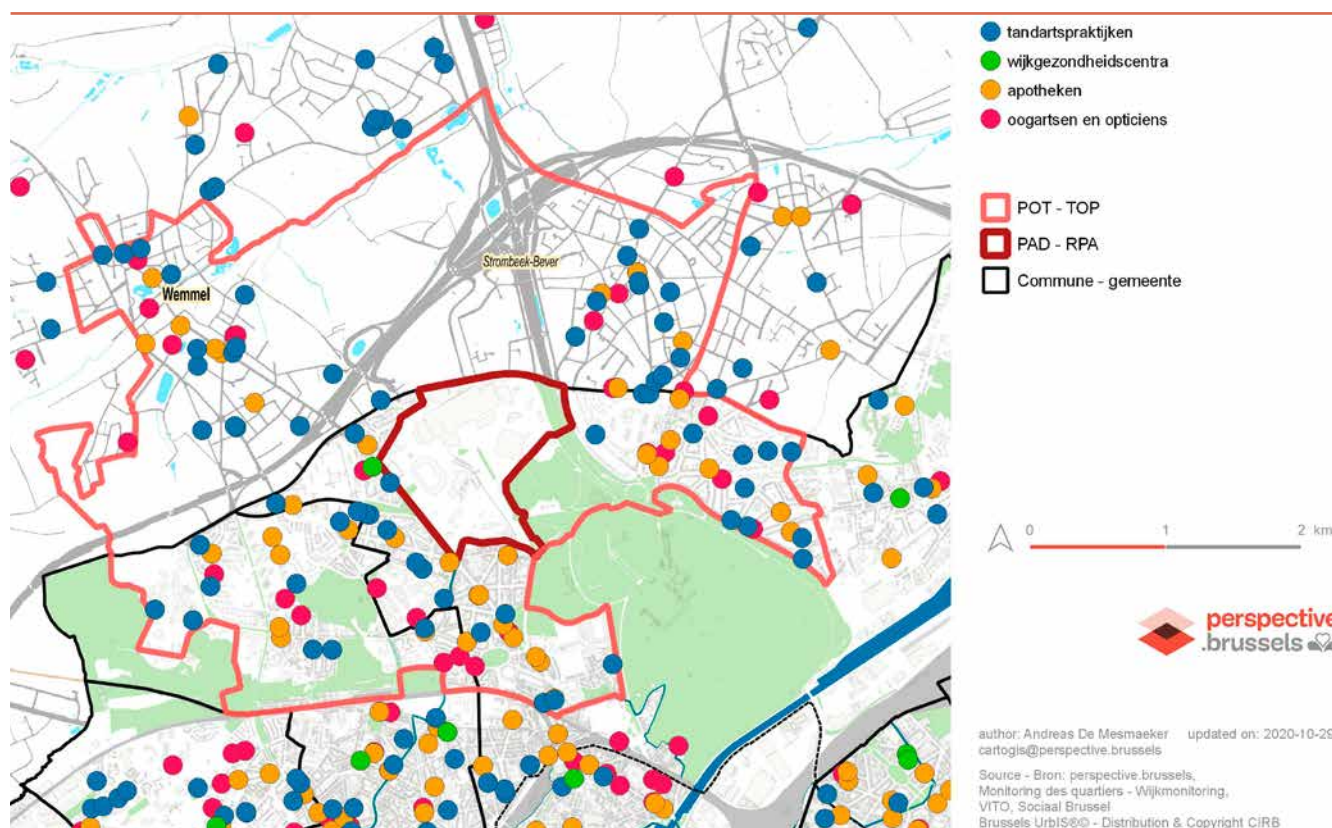 tandartspraktijken
wijkgezondheidscentra
apotheken
oogartsen en opticiens
POT - TOP
PAD - RPA
Commune - gemeente
Strombeek-Bever
Wemmel
0 1 2 km
perspective
.brussels
author: Andreas De Mesmaeker updated on: 2020-10-29
cartogis@perspective.brussels
Source - Bron: perspective.brussels,
Monitoring des quartiers - Wijkmonitoring,
VITO, Sociaal Brussel
Brussels UrbIS®© - Distribution & Copyright CIRB